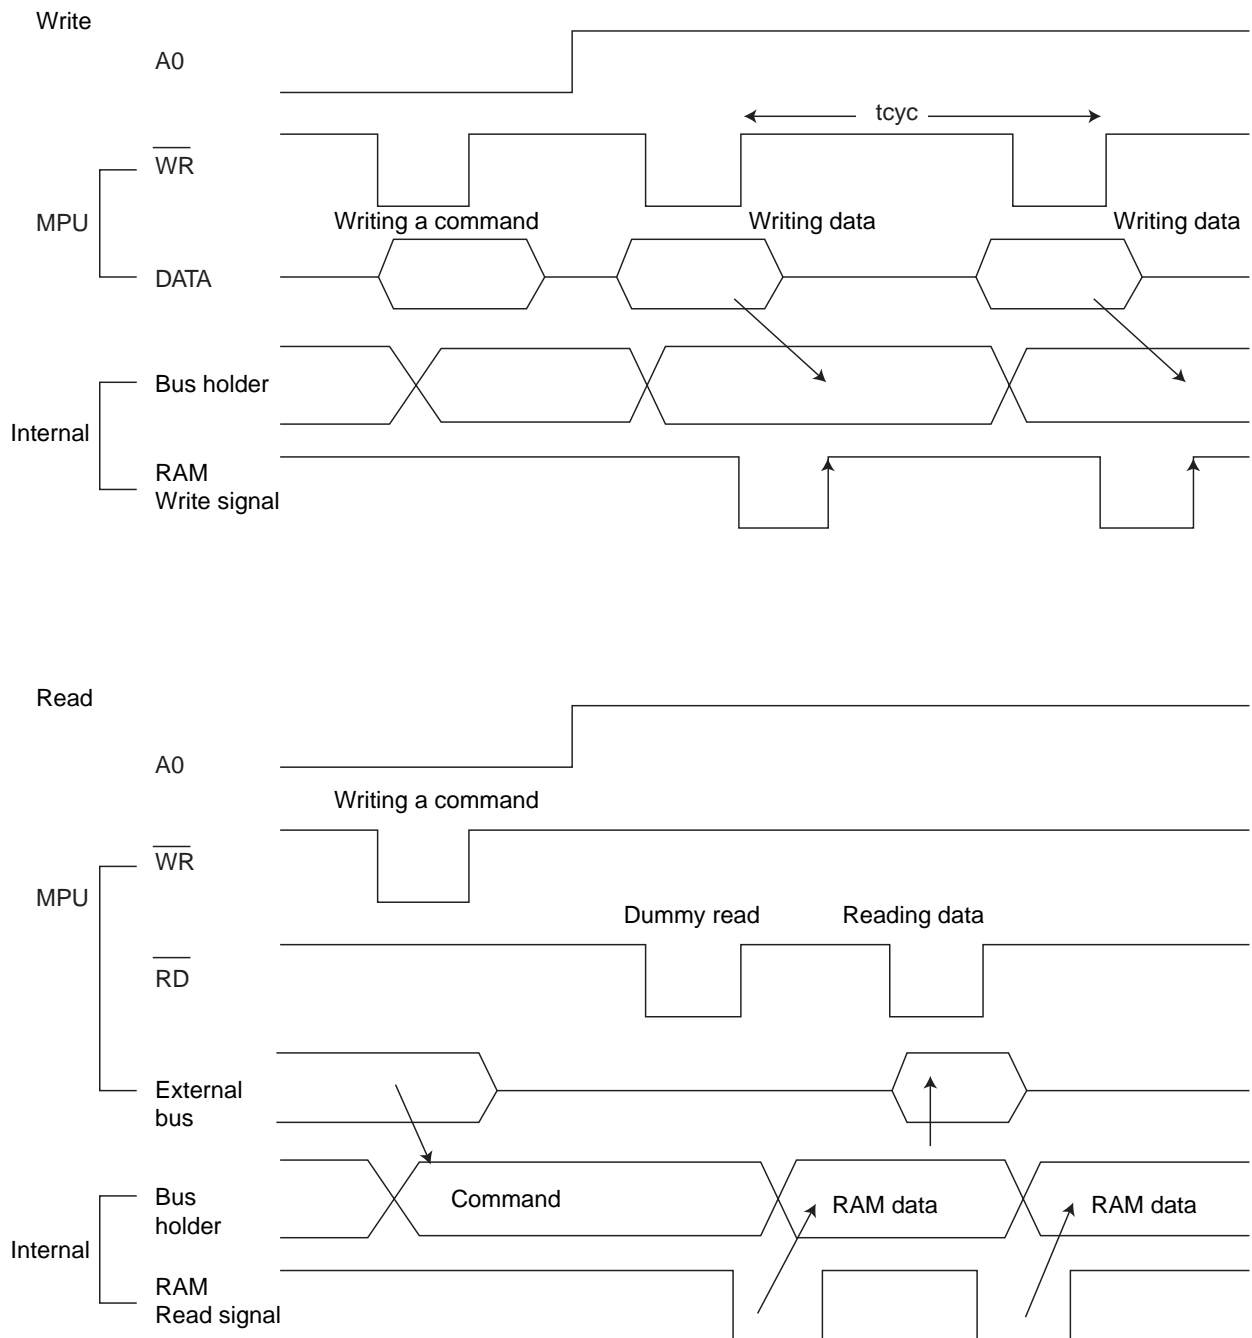 Write
A0
tcyc
WR
MPU
Writing a command
Writing data
Writing data
DATA
Bus holder
Internal
RAM
Write signal
Read
A0
Writing a command
WR
MPU
Dummy read
Reading data
RD
External
bus
Bus
holder
Command
RAM data
RAM data
Internal
RAM
Read signal